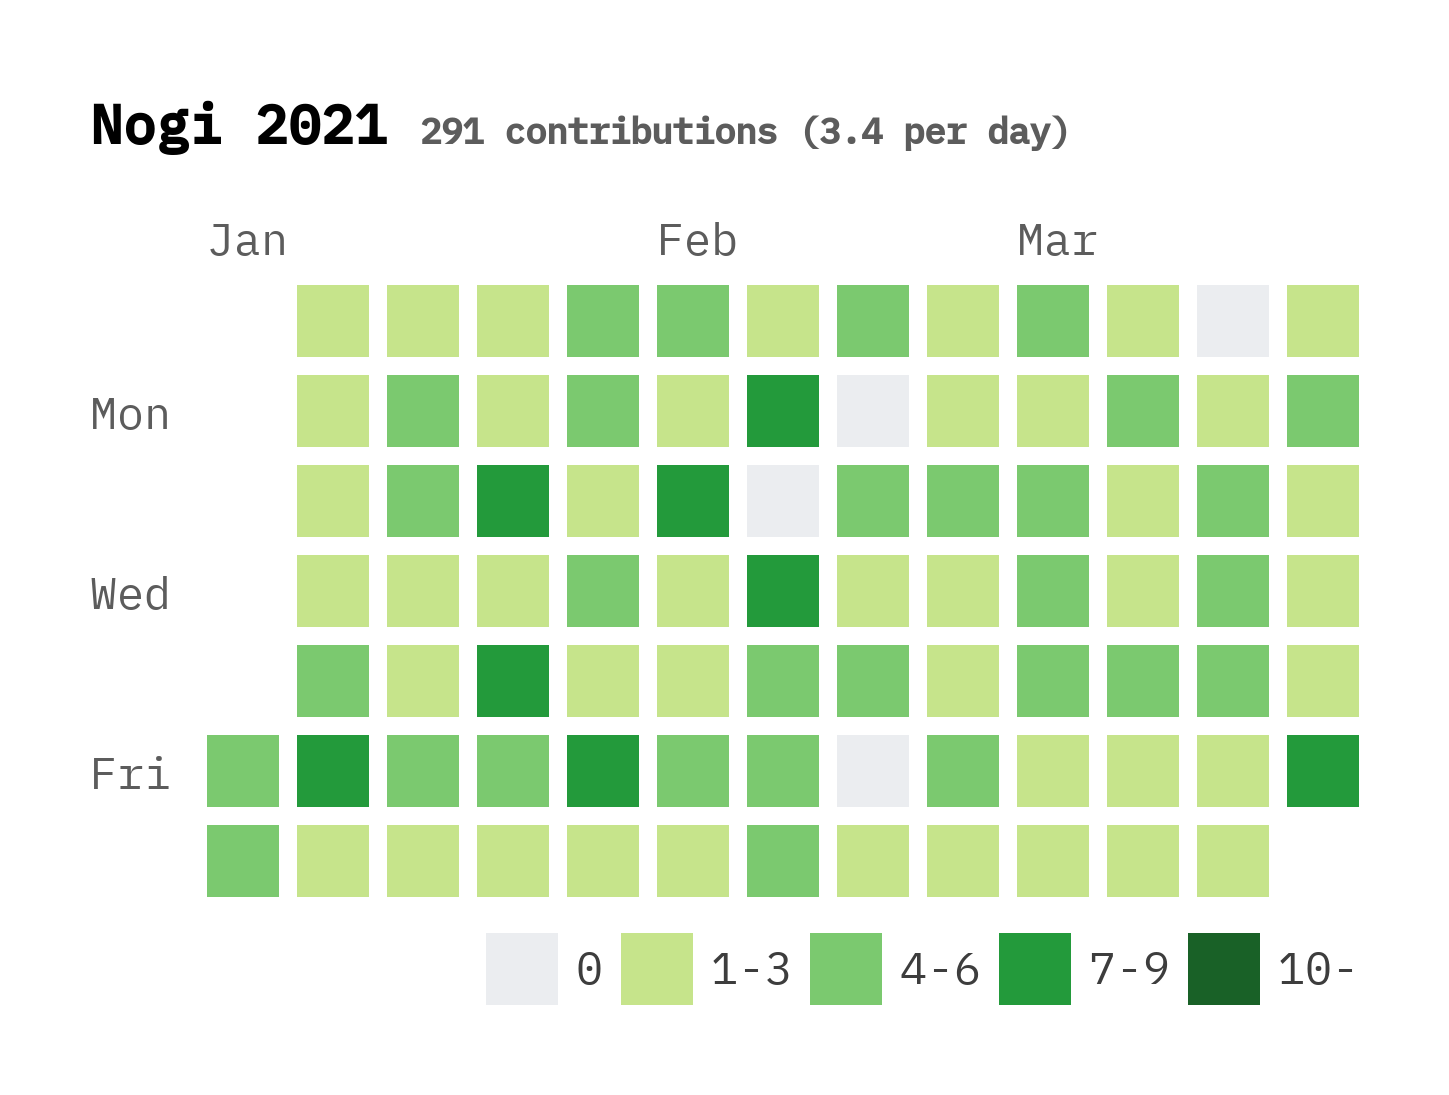 Nogi 2021 291 contributions (3.4 per day)
Jan Feb Mar
Mon
Wed
Fri
0 1-3 4-6 7-9 10-